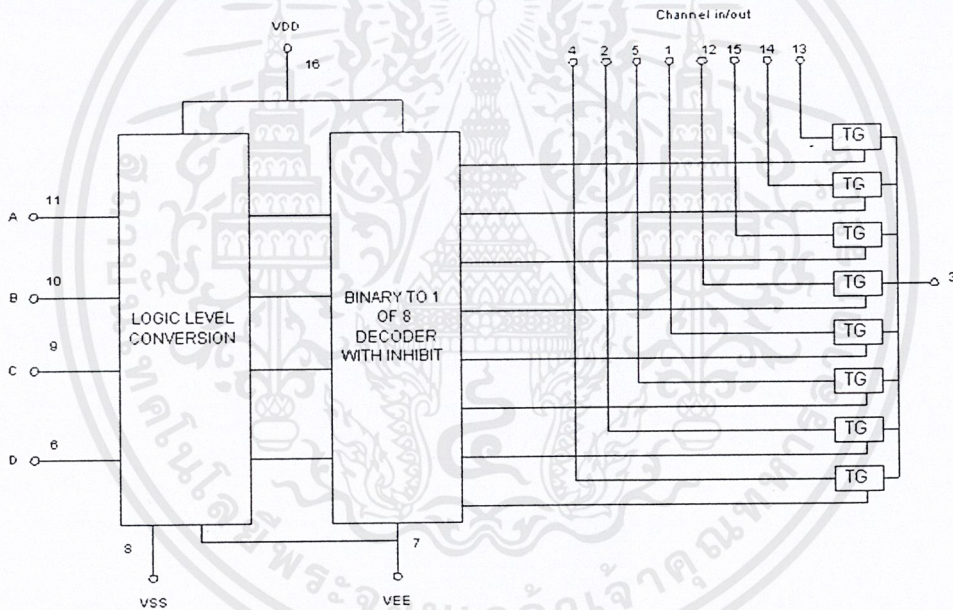 Channel in/out
VDD
16
4 2 5 1 12 15 14 13
TG
TG
TG
TG
TG
TG
TG
TG
3
A 11
B 10
C 9
D 6
LOGIC LEVEL
CONVERSION
BINARY TO 1
OF 8
DECODER
WITH INHIBIT
8
7
VSS
VEE